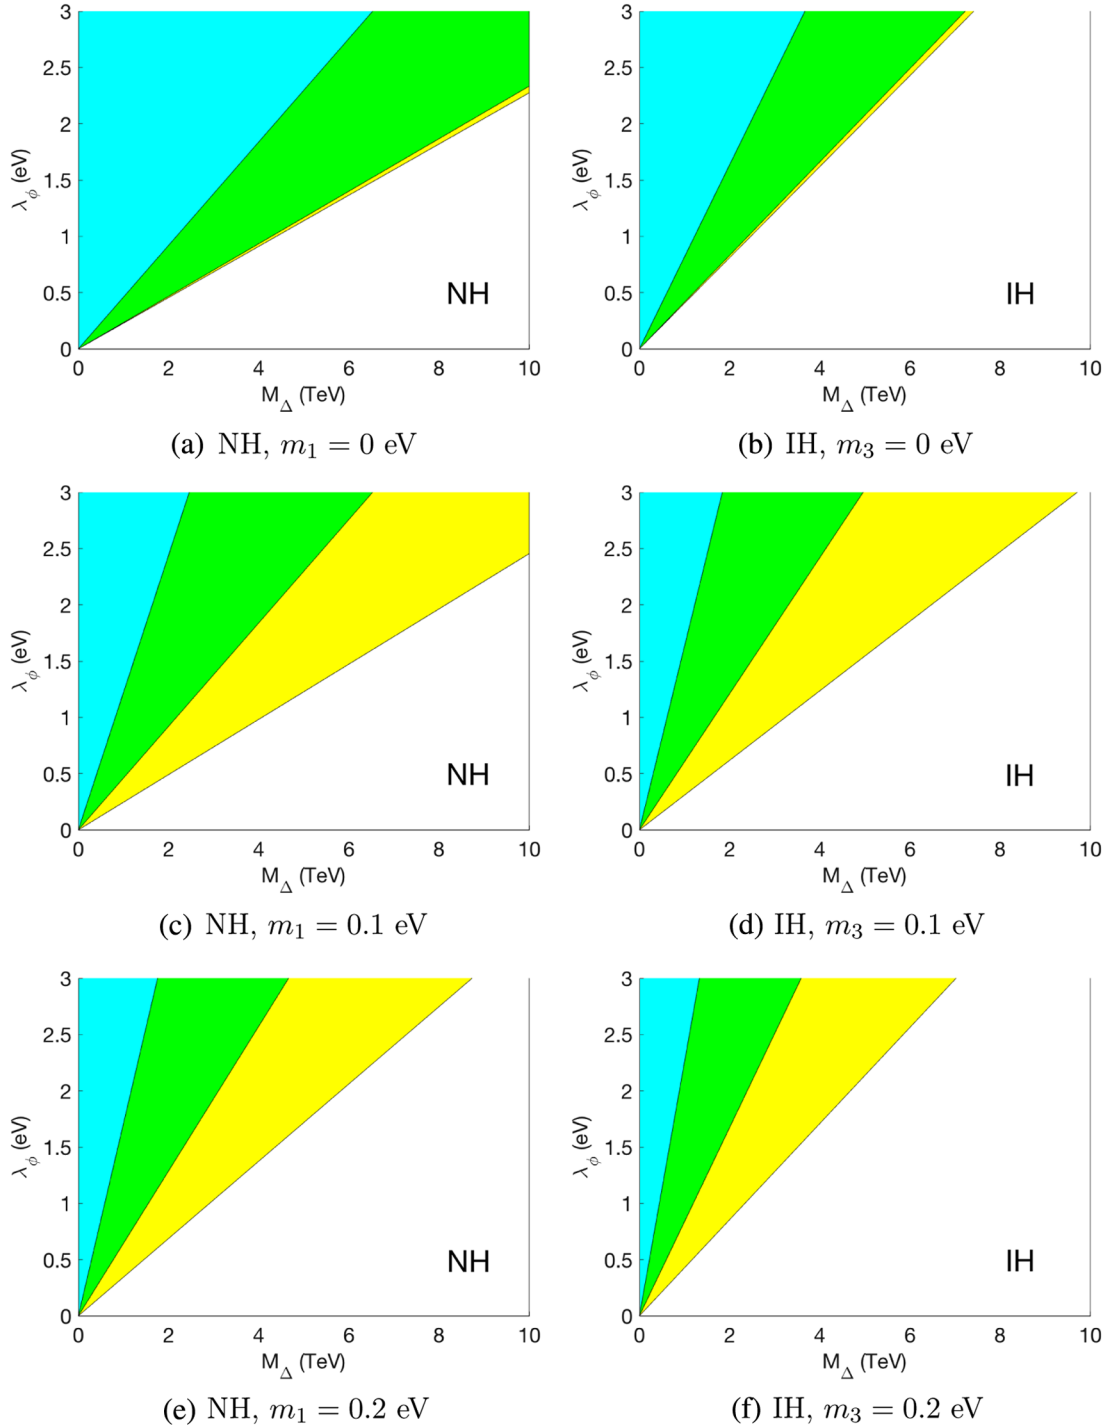 3 3
2.5 2.5
2 2
λϕ (eV) 1.5 λϕ (eV) 1.5
1 1
0.5 NH 0.5 IH
0 0
0 2 4 6 8 10 0 2 4 6 8 10
MΔ (TeV) MΔ (TeV)
(a) NH, m1 = 0 eV (b) IH, m3 = 0 eV
3 3
2.5 2.5
2 2
λϕ (eV) 1.5 λϕ (eV) 1.5
1 1
0.5 NH 0.5 IH
0 0
0 2 4 6 8 10 0 2 4 6 8 10
MΔ (TeV) MΔ (TeV)
(c) NH, m1 = 0.1 eV (d) IH, m3 = 0.1 eV
3 3
2.5 2.5
2 2
λϕ (eV) 1.5 λϕ (eV) 1.5
1 1
0.5 NH 0.5 IH
0 0
0 2 4 6 8 10 0 2 4 6 8 10
MΔ (TeV) MΔ (TeV)
(e) NH, m1 = 0.2 eV (f) IH, m3 = 0.2 eV